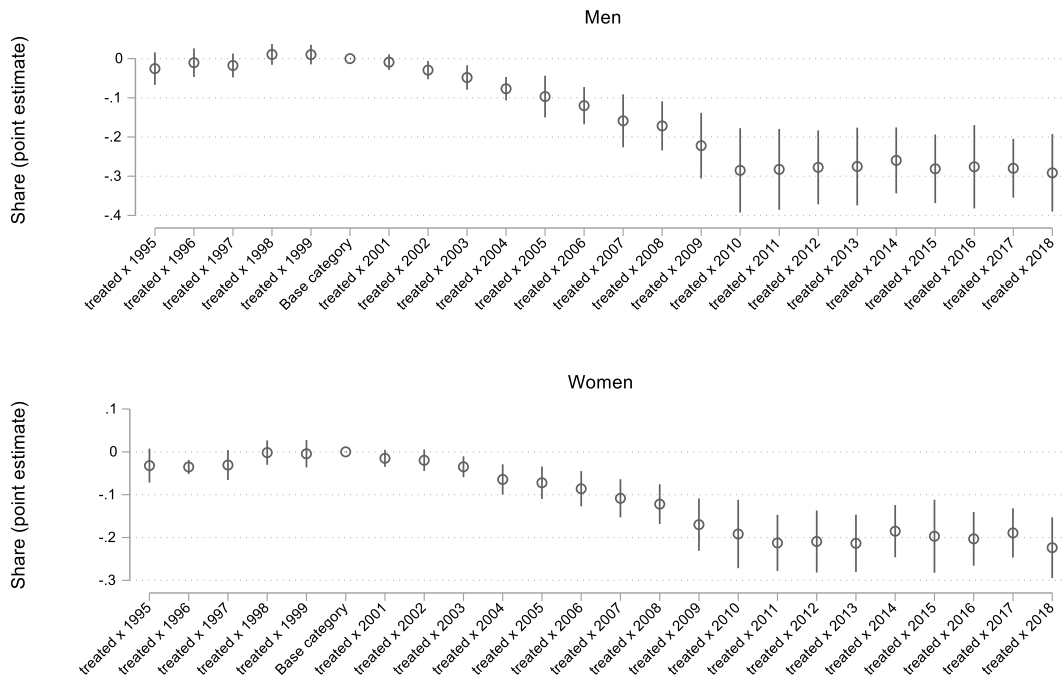 Men
Share (point estimate)
0
-.1
-.2
-.3
-.4
treated x 1995
treated x 1996
treated x 1997
treated x 1998
treated x 1999
Base category
treated x 2001
treated x 2002
treated x 2003
treated x 2004
treated x 2005
treated x 2006
treated x 2007
treated x 2008
treated x 2009
treated x 2010
treated x 2011
treated x 2012
treated x 2013
treated x 2014
treated x 2015
treated x 2016
treated x 2017
treated x 2018
Women
Share (point estimate)
.1
0
-.1
-.2
-.3
treated x 1995
treated x 1996
treated x 1997
treated x 1998
treated x 1999
Base category
treated x 2001
treated x 2002
treated x 2003
treated x 2004
treated x 2005
treated x 2006
treated x 2007
treated x 2008
treated x 2009
treated x 2010
treated x 2011
treated x 2012
treated x 2013
treated x 2014
treated x 2015
treated x 2016
treated x 2017
treated x 2018